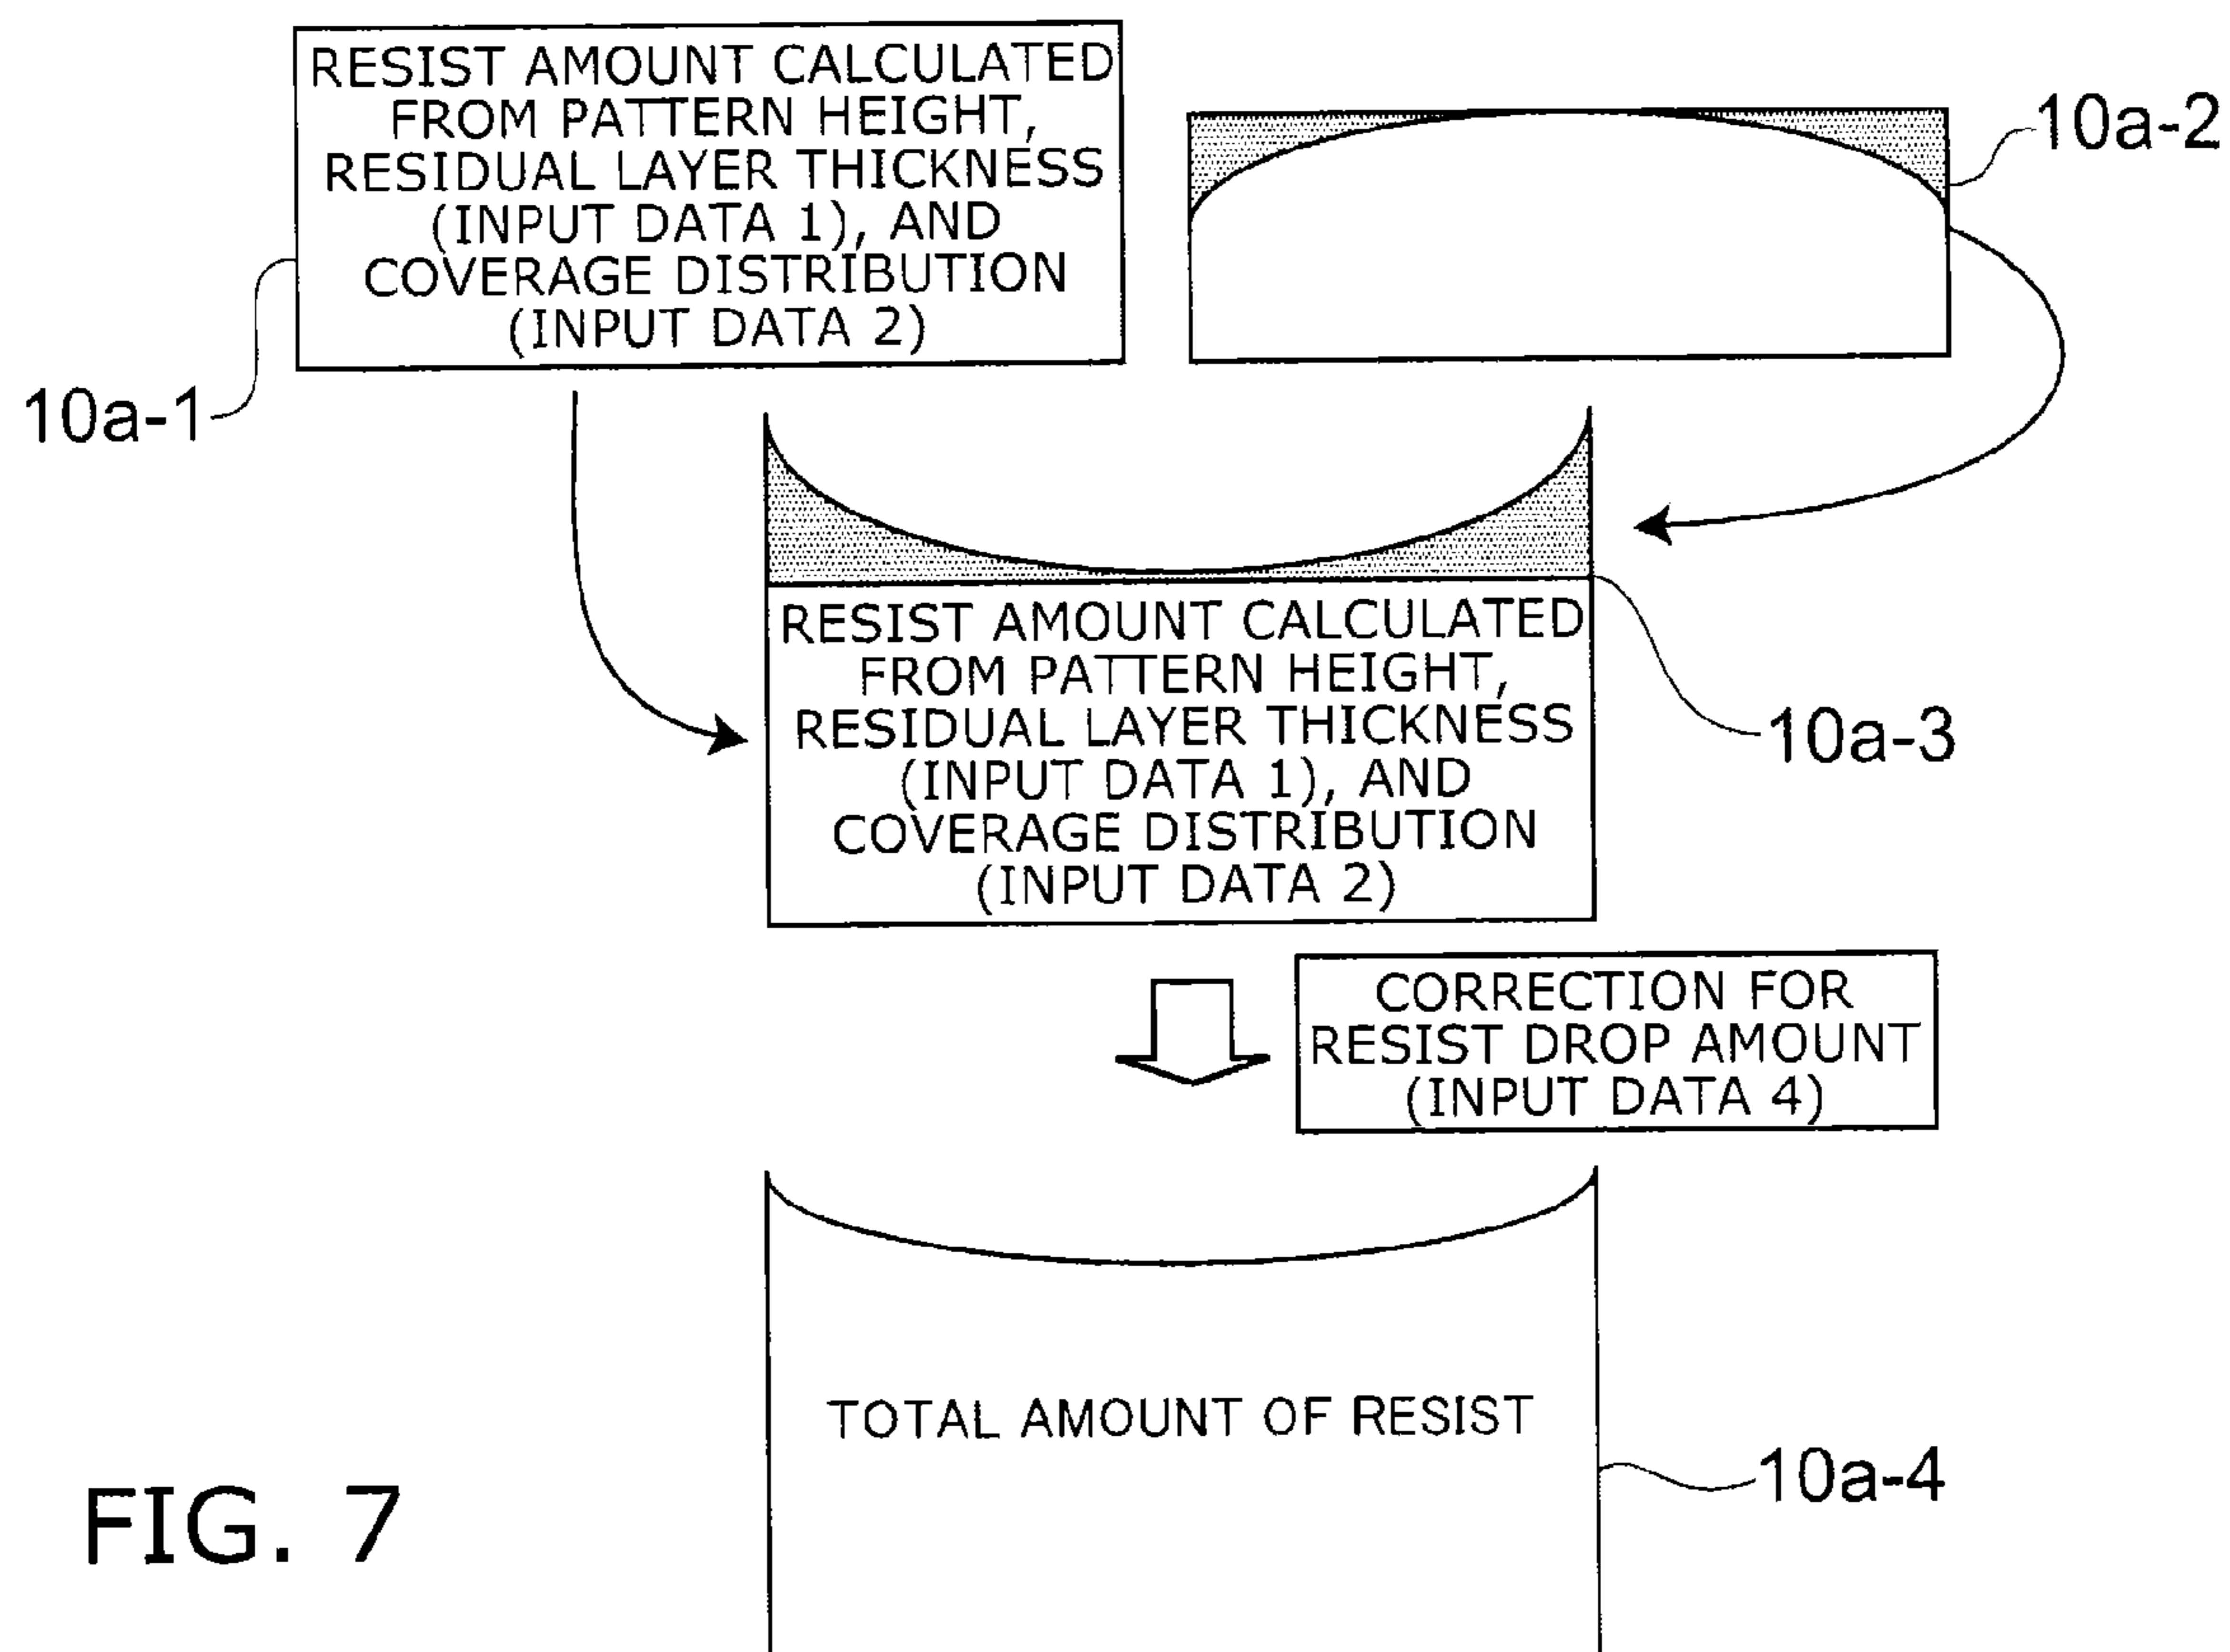 RESIST AMOUNT CALCULATED
FROM PATTERN HEIGHT,
RESIDUAL LAYER THICKNESS
(INPUT DATA 1), AND
COVERAGE DISTRIBUTION
(INPUT DATA 2)
10a-1
10a-2
RESIST AMOUNT CALCULATED
FROM PATTERN HEIGHT,
RESIDUAL LAYER THICKNESS
(INPUT DATA 1), AND
COVERAGE DISTRIBUTION
(INPUT DATA 2)
10a-3
CORRECTION FOR
RESIST DROP AMOUNT
(INPUT DATA 4)
TOTAL AMOUNT OF RESIST
10a-4
FIG. 7